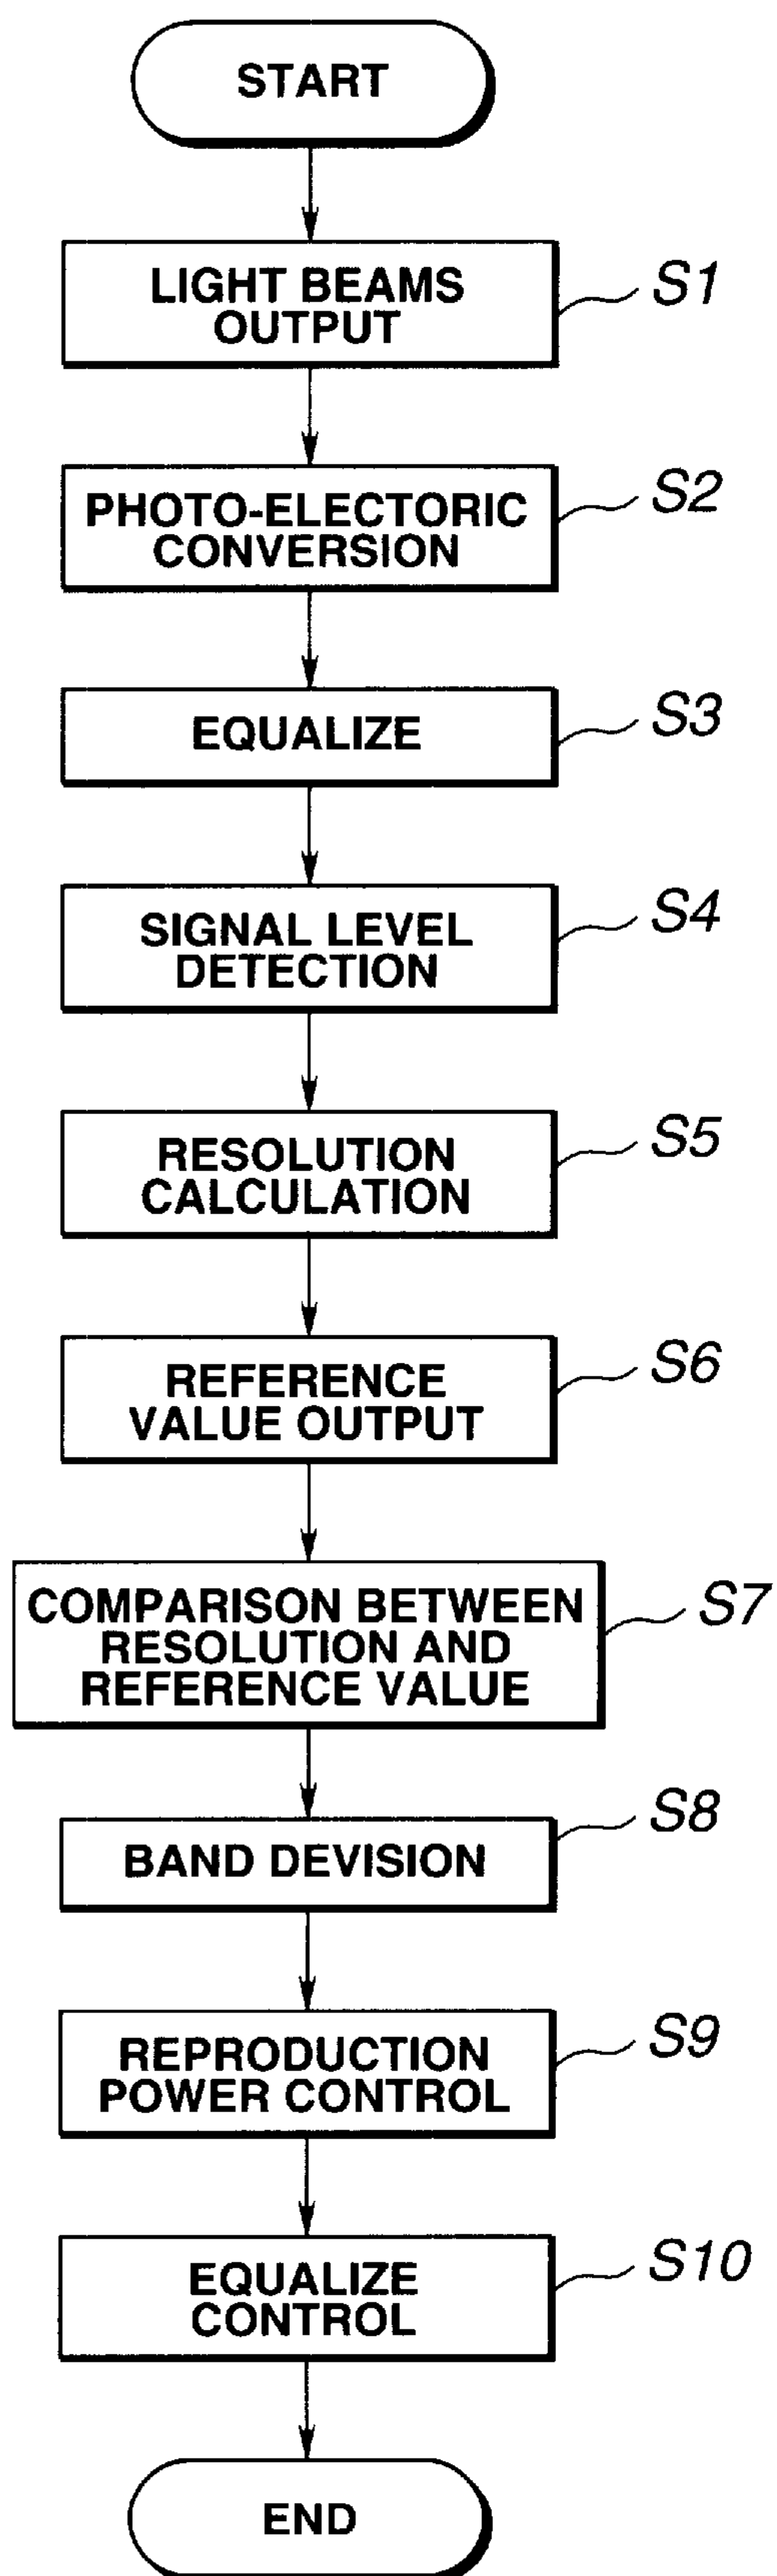 START
LIGHT BEAMS
OUTPUT
S1
PHOTO-ELECTORIC
CONVERSION
S2
EQUALIZE
S3
SIGNAL LEVEL
DETECTION
S4
RESOLUTION
CALCULATION
S5
REFERENCE
VALUE OUTPUT
S6
COMPARISON BETWEEN
RESOLUTION AND
REFERENCE VALUE
S7
BAND DEVISION
S8
REPRODUCTION
POWER CONTROL
S9
EQUALIZE
CONTROL
S10
END